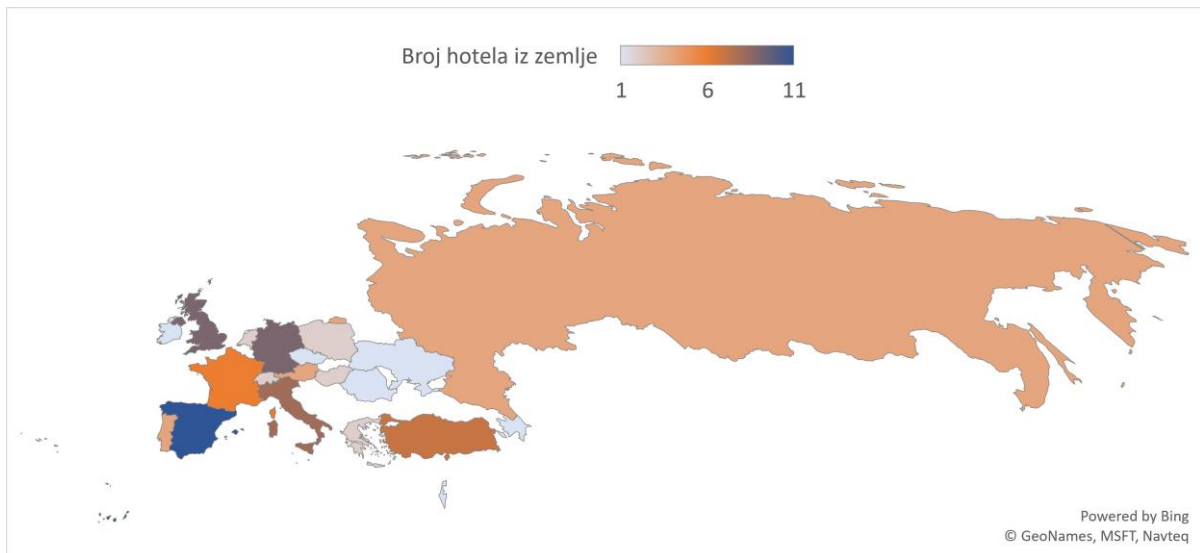 Broj hotela iz zemlje
1 6 11
Powered by Bing
© GeoNames, MSFT, Navteq